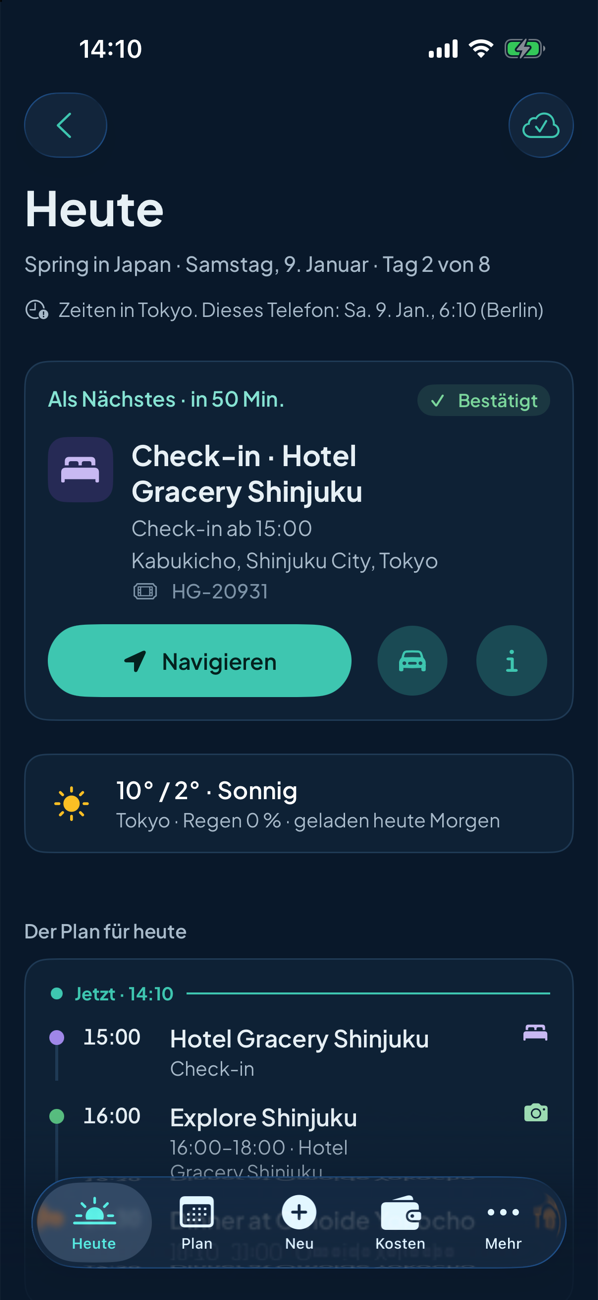 14:10
Heute
Spring in Japan · Samstag, 9. Januar · Tag 2 von 8
Zeiten in Tokyo. Dieses Telefon: Sa. 9. Jan., 6:10 (Berlin)
Als Nächstes · in 50 Min.
Bestätigt
Check-in · Hotel
Gracery Shinjuku
Check-in ab 15:00
Kabukicho, Shinjuku City, Tokyo
HG-20931
Navigieren
10° / 2° · Sonnig
Tokyo · Regen 0 % · geladen heute Morgen
Der Plan für heute
Jetzt · 14:10
15:00 Hotel Gracery Shinjuku
Check-in
16:00 Explore Shinjuku
16:00–18:00 · Hotel
Gracery Shinjuku
Heute Plan Neu Kosten Mehr